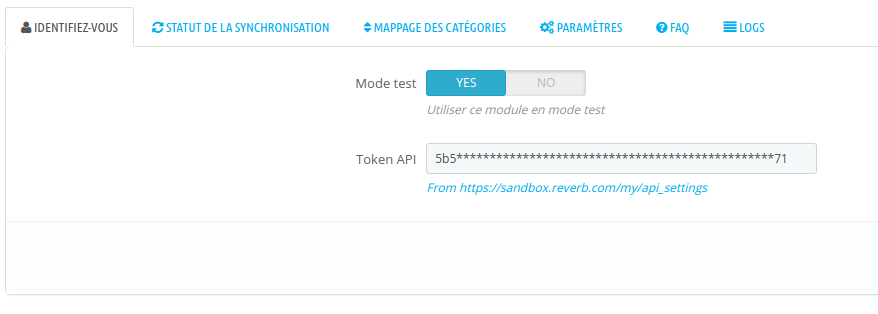 IDENTIFIEZ-VOUS STATUT DE LA SYNCHRONISATION MAPPAGE DES CATÉGORIES PARAMÈTRES FAQ LOGS
Mode test YES NO
Utiliser ce module en mode test
Token API 5b5************************************************71
From https://sandbox.reverb.com/my/api_settings